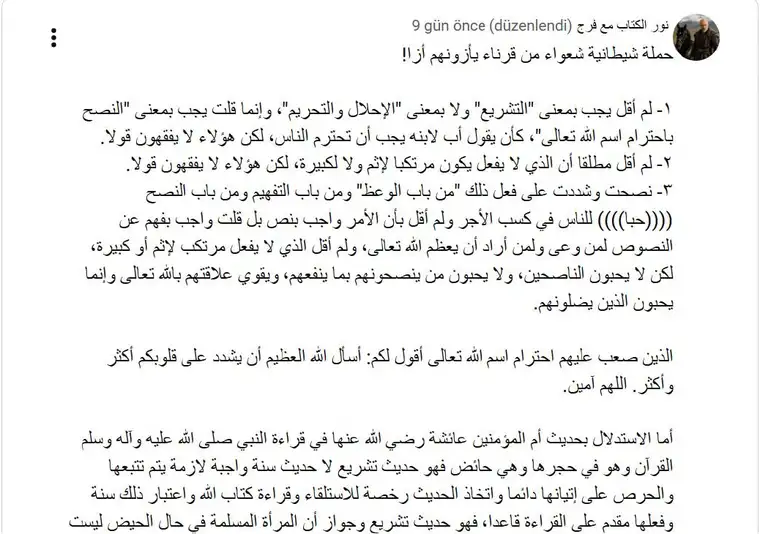 نور الكتاب مع فرج 9 gün önce (düzenlendi)
حملة شيطانية شعواء من قرناء يأزونهم أزا!
١- لم أقل يجب بمعنى "التشريع" ولا بمعنى "الإحلال والتحريم"، وإنما قلت يجب بمعنى "النصح
باحترام اسم الله تعالى"، كأن يقول أب لابنه يجب أن تحترم الناس، لكن هؤلاء لا يفقهون قولا.
٢- لم أقل مطلقا أن الذي لا يفعل يكون مرتكبا لإثم ولا لكبيرة، لكن هؤلاء لا يفقهون قولا.
٣- نصحت وشددت على فعل ذلك "من باب الوعظ" ومن باب التفهيم ومن باب النصح
((((حبا)))) للناس في كسب الأجر ولم أقل بأن الأمر واجب بنص بل قلت واجب بفهم عن
النصوص لمن وعى ولمن أراد أن يعظم الله تعالى، ولم أقل الذي لا يفعل مرتكب لإثم أو كبيرة،
لكن لا يحبون الناصحين، ولا يحبون من ينصحونهم بما ينفعهم، ويقوي علاقتهم بالله تعالى وإنما
يحبون الذين يضلونهم.
الذين صعب عليهم احترام اسم الله تعالى أقول لكم: أسأل الله العظيم أن يشدد على قلوبكم أكثر
وأكثر. اللهم آمين.
أما الاستدلال بحديث أم المؤمنين عائشة رضي الله عنها في قراءة النبي صلى الله عليه وآله وسلم
القرآن وهو في حجرها وهي حائض فهو حديث تشريع لا حديث سنة واجبة لازمة يتم تتبعها
والحرص على إتيانها دائما واتخاذ الحديث رخصة للاستلقاء وقراءة كتاب الله واعتبار ذلك سنة
وفعلها مقدم على القراءة قاعدا، فهو حديث تشريع وجواز أن المرأة المسلمة في حال الحيض ليست